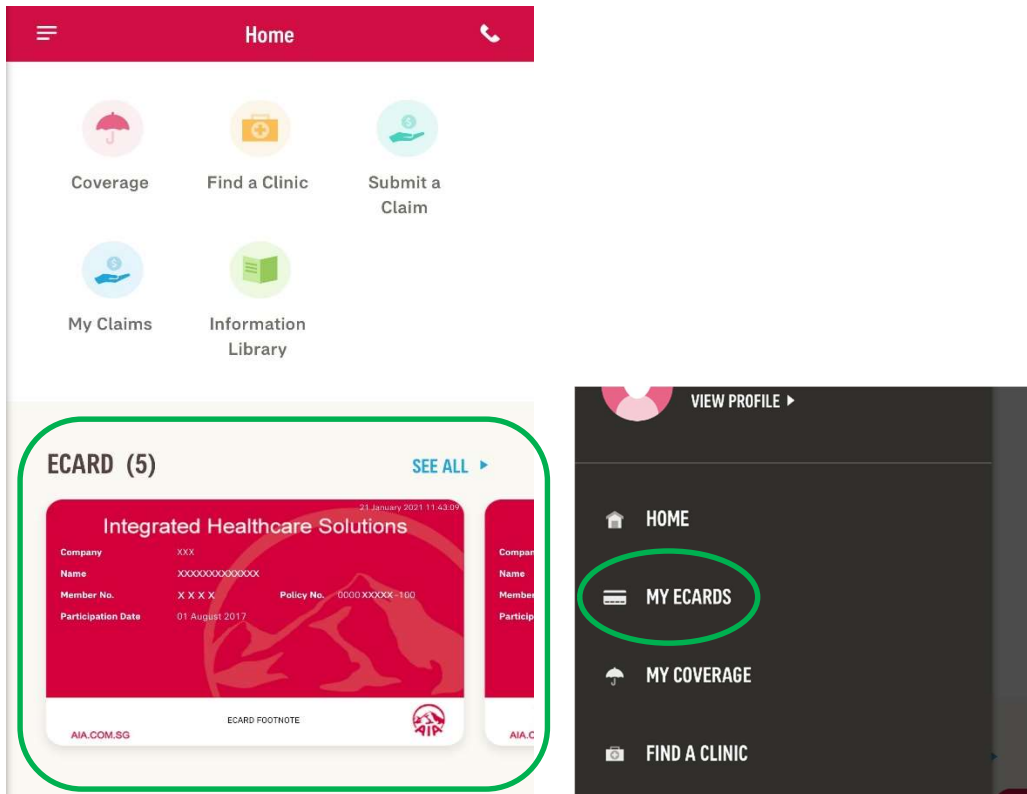 Home
Coverage
Find a Clinic
Submit a
Claim
My Claims
Information
Library
ECARD (5)
SEE ALL
21 January 2021 11:43:09
Integrated Healthcare Solutions
Company XXX
Name XXXXXXXXXXXXX
Member No. X X X X Policy No. 0000XXXXX-100
Participation Date 01 August 2017
ECARD FOOTNOTE
AIA.COM.SG
AIA
Compan
Name
Member
Particip
AIA.C
VIEW PROFILE
HOME
MY ECARDS
MY COVERAGE
FIND A CLINIC